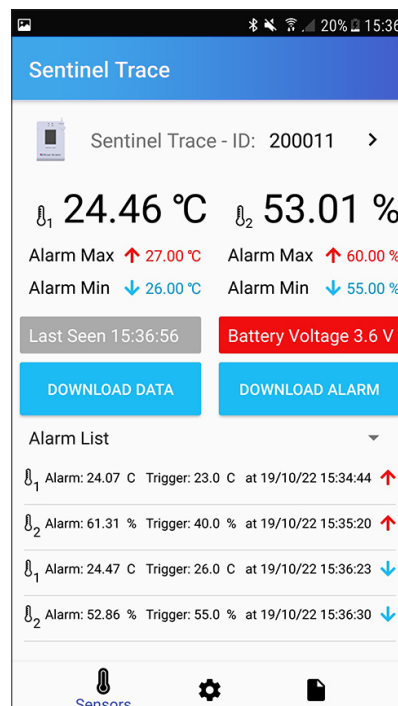 20% 15:36
Sentinel Trace
Sentinel Trace - ID: 200011
1 24.46 °C 2 53.01 %
Alarm Max 27.00 °C Alarm Max 60.00 %
Alarm Min 26.00 °C Alarm Min 55.00 %
Last Seen 15:36:56 Battery Voltage 3.6 V
DOWNLOAD DATA DOWNLOAD ALARM
Alarm List
1 Alarm: 24.07 C Trigger: 23.0 C at 19/10/22 15:34:44
2 Alarm: 61.31 % Trigger: 40.0 % at 19/10/22 15:35:20
1 Alarm: 24.47 C Trigger: 26.0 C at 19/10/22 15:36:23
2 Alarm: 52.86 % Trigger: 55.0 % at 19/10/22 15:36:30
Sensors